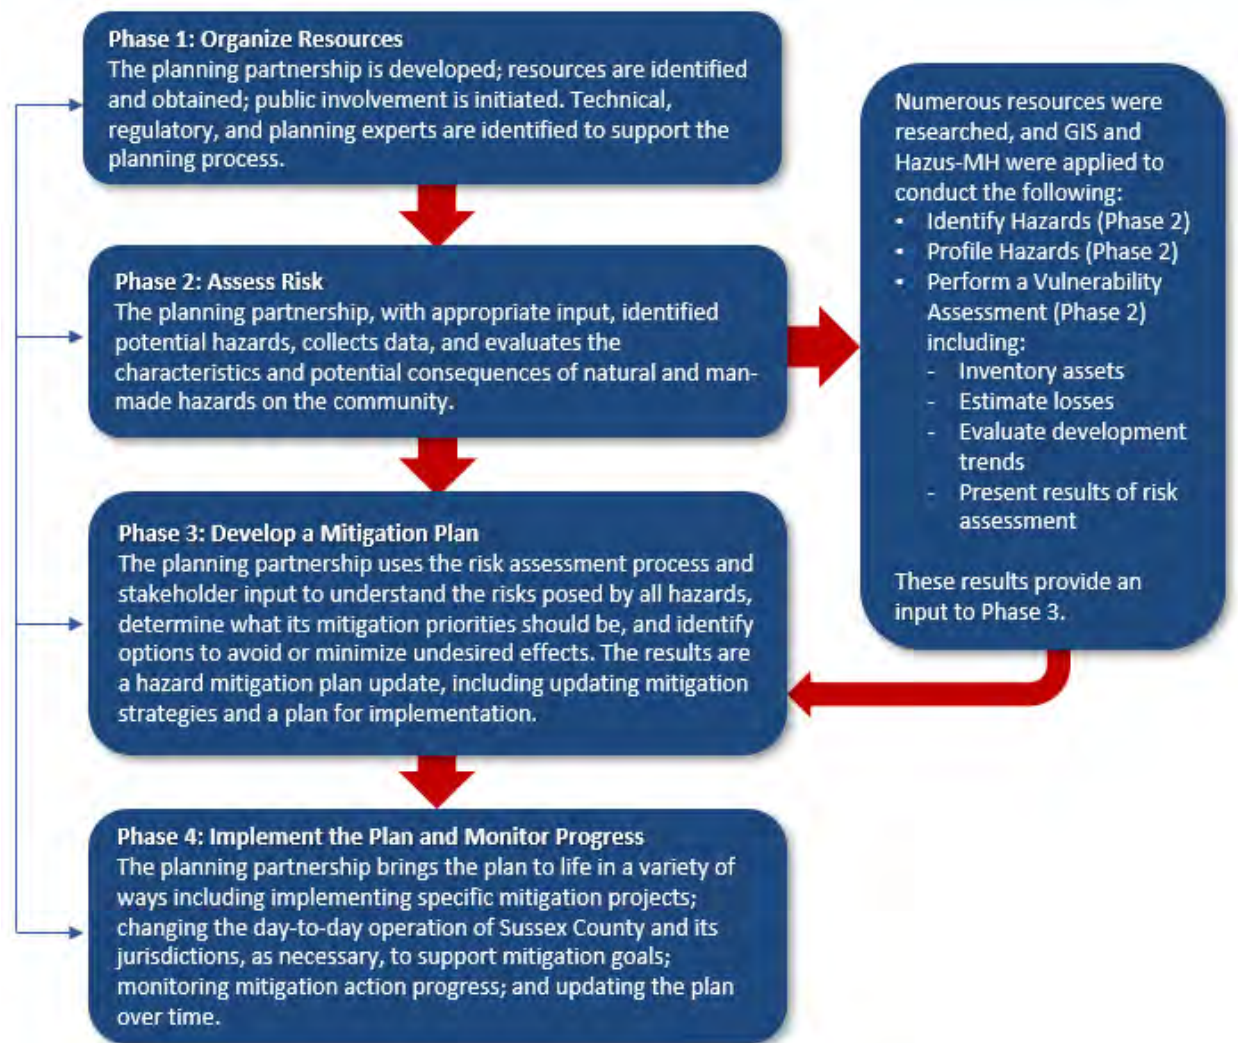 Phase 1: Organize Resources
The planning partnership is developed; resources are identified
and obtained; public involvement is initiated. Technical,
regulatory, and planning experts are identified to support the
planning process.
Phase 2: Assess Risk
The planning partnership, with appropriate input, identified
potential hazards, collects data, and evaluates the
characteristics and potential consequences of natural and man-
made hazards on the community.
Numerous resources were
researched, and GIS and
Hazus-MH were applied to
conduct the following:
• Identify Hazards (Phase 2)
• Profile Hazards (Phase 2)
• Perform a Vulnerability
Assessment (Phase 2)
including:
- Inventory assets
- Estimate losses
- Evaluate development
trends
- Present results of risk
assessment
These results provide an
input to Phase 3.
Phase 3: Develop a Mitigation Plan
The planning partnership uses the risk assessment process and
stakeholder input to understand the risks posed by all hazards,
determine what its mitigation priorities should be, and identify
options to avoid or minimize undesired effects. The results are
a hazard mitigation plan update, including updating mitigation
strategies and a plan for implementation.
Phase 4: Implement the Plan and Monitor Progress
The planning partnership brings the plan to life in a variety of
ways including implementing specific mitigation projects;
changing the day-to-day operation of Sussex County and its
jurisdictions, as necessary, to support mitigation goals;
monitoring mitigation action progress; and updating the plan
over time.